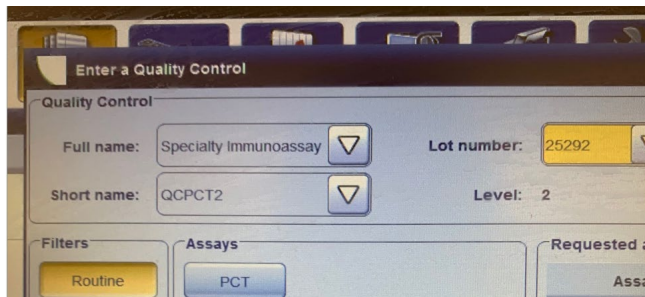 Enter a Quality Control
Quality Control
Full name: Specialty Immunoassay Lot number: 25292
Short name: QCPCT2 Level: 2
Filters Assays Requested
Routine PCT